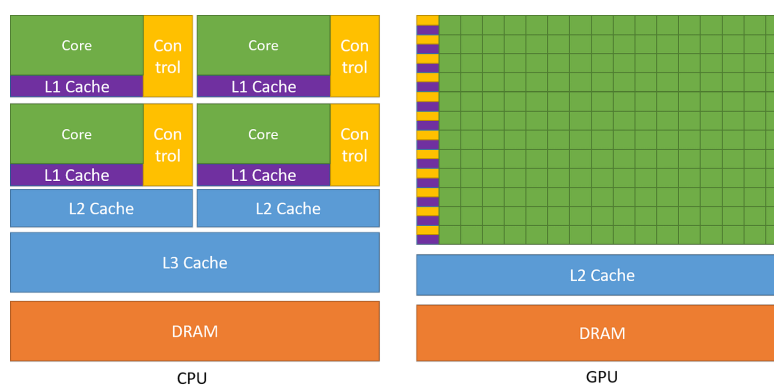 Core
Con
trol
L1 Cache
Core
Con
trol
L1 Cache
Core
Con
trol
L1 Cache
Core
Con
trol
L1 Cache
L2 Cache
L2 Cache
L3 Cache
DRAM
CPU
L2 Cache
DRAM
GPU